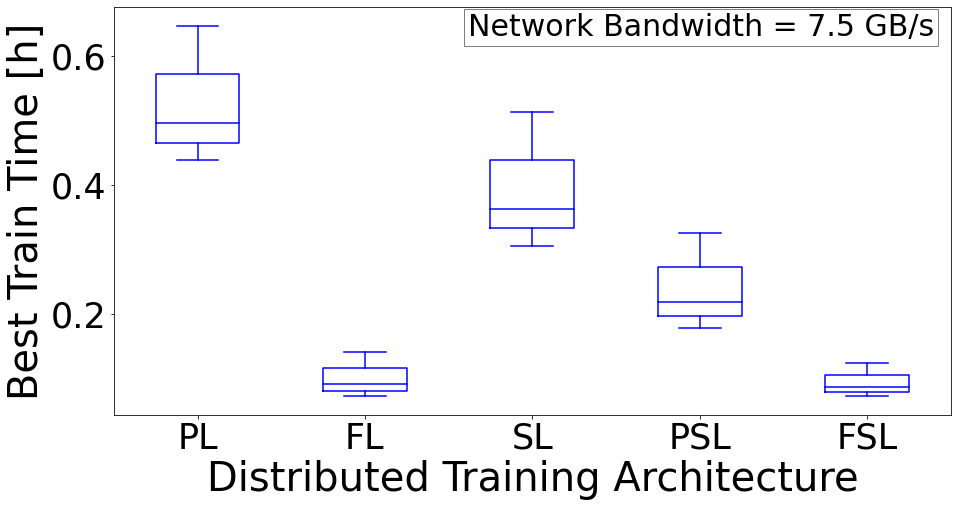 Network Bandwidth = 7.5 GB/s
Best Train Time [h]
0.6
0.4
0.2
PL FL SL PSL FSL
Distributed Training Architecture